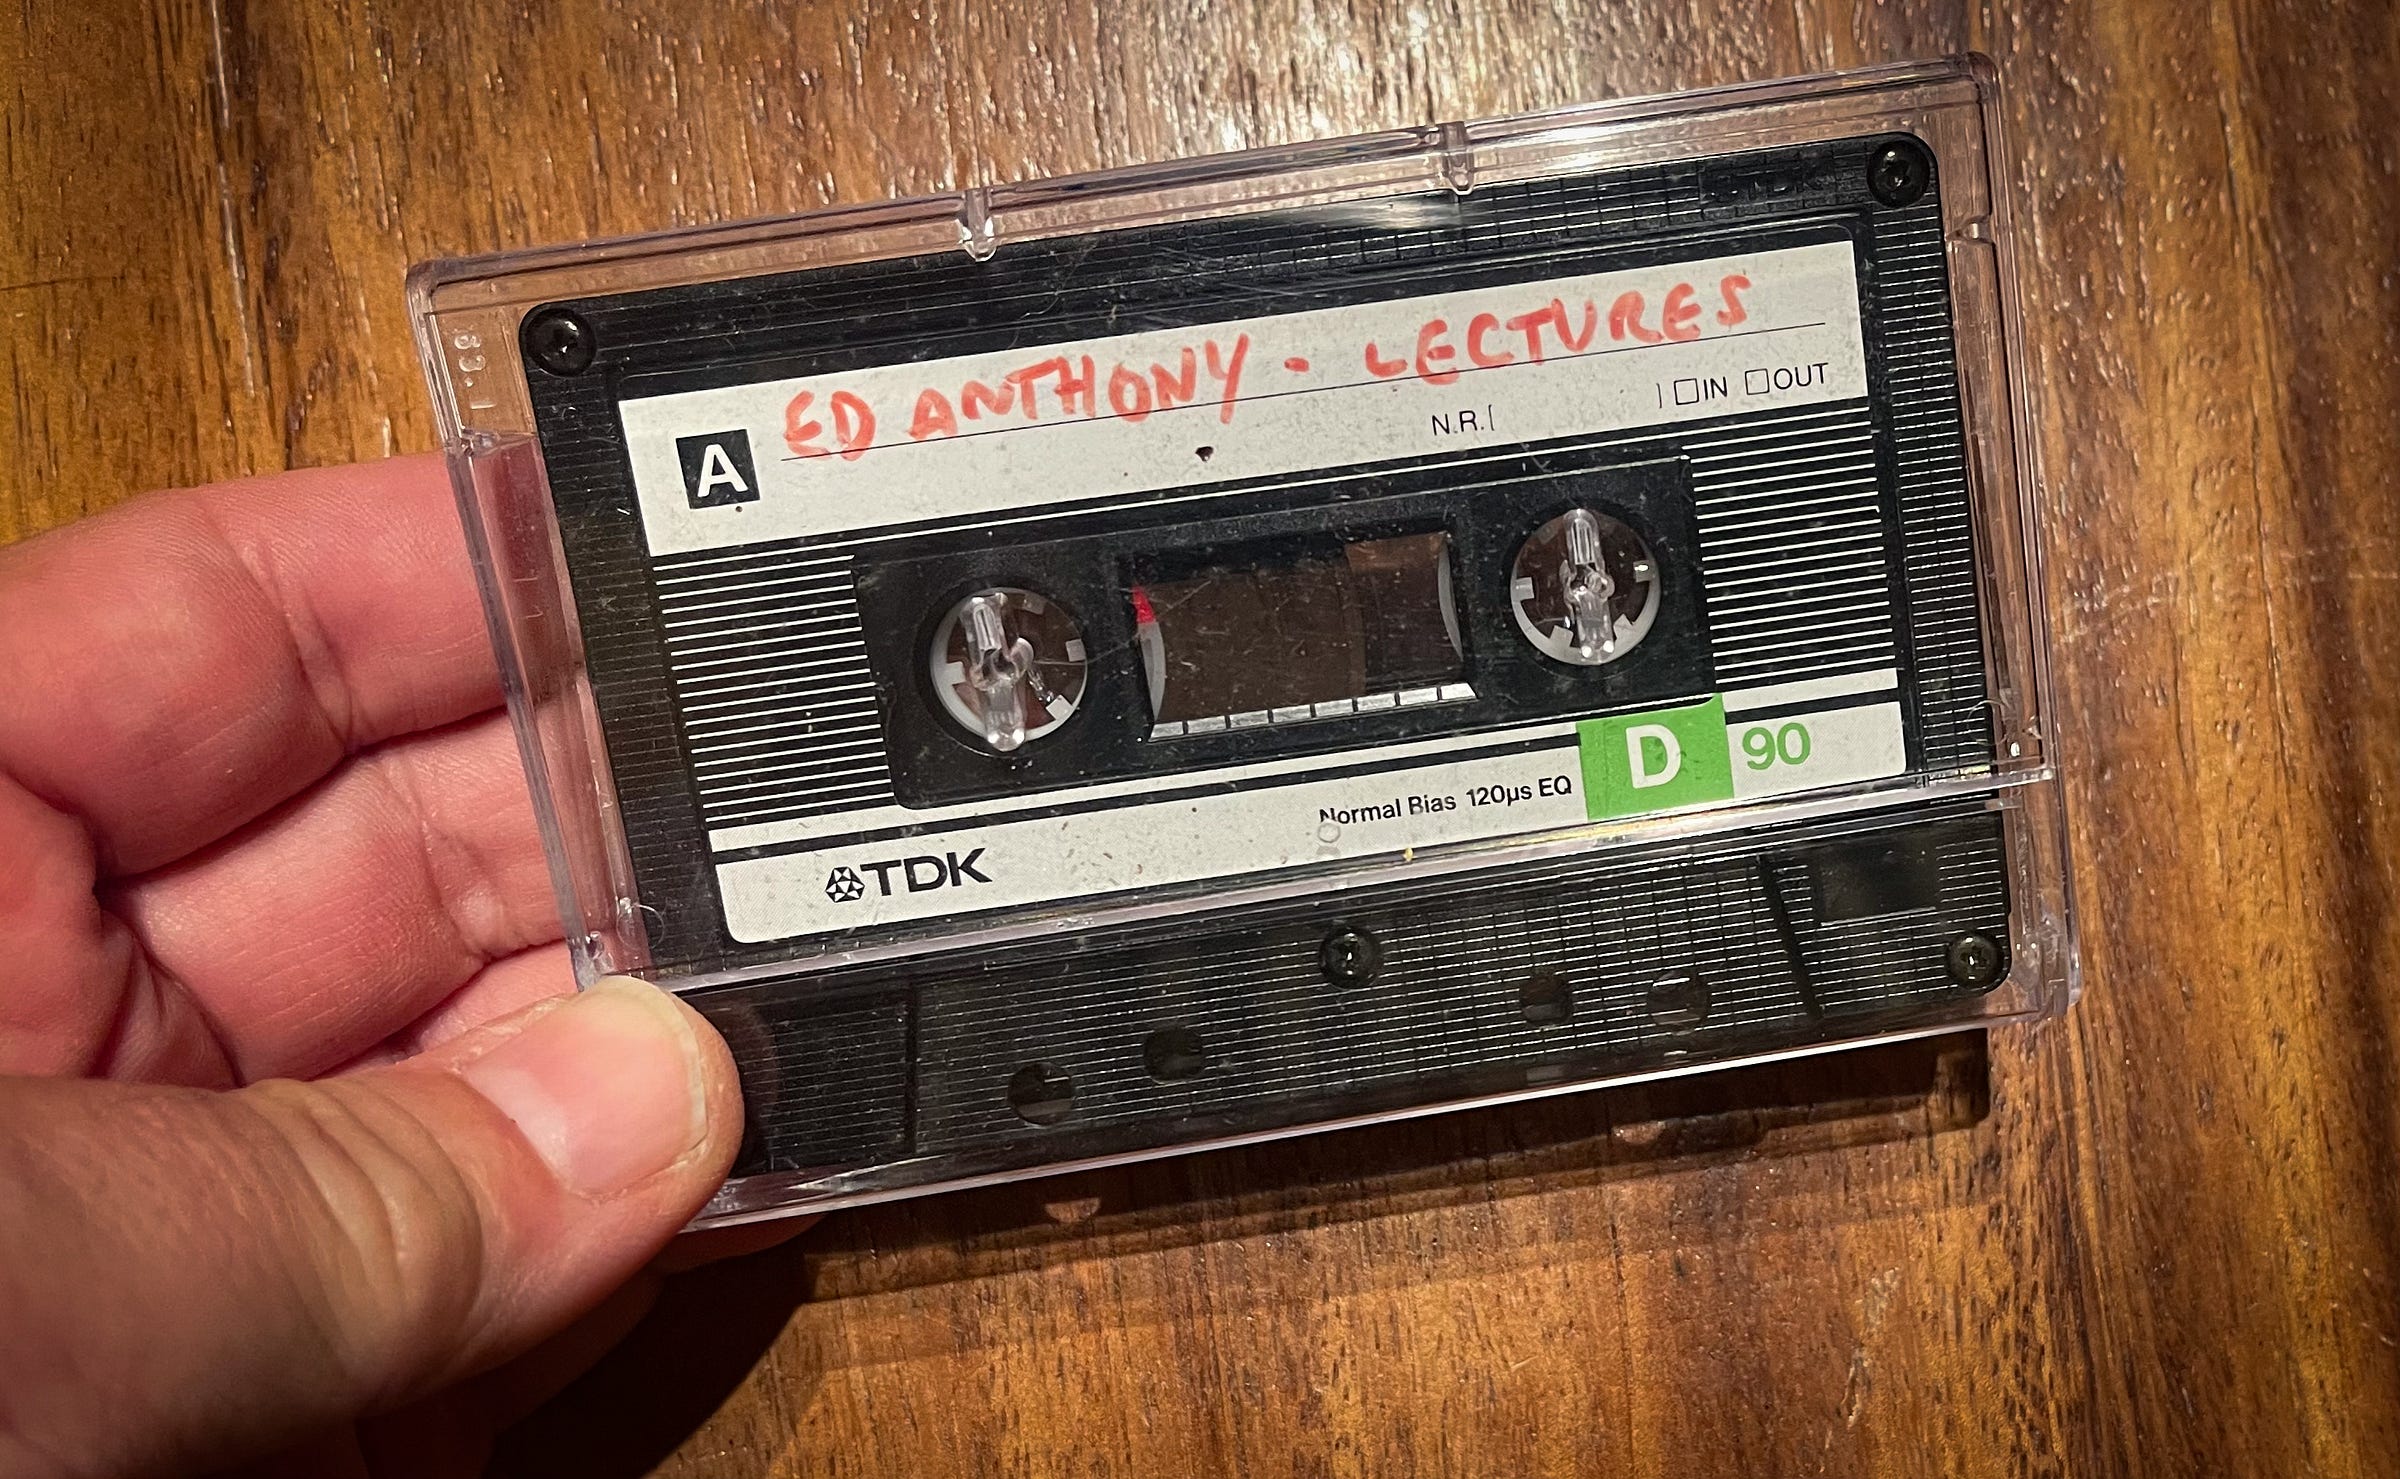 ED ANTHONY - LECTURES
A
N.R.[ ] □IN □OUT
D 90
Normal Bias 120µs EQ
TDK